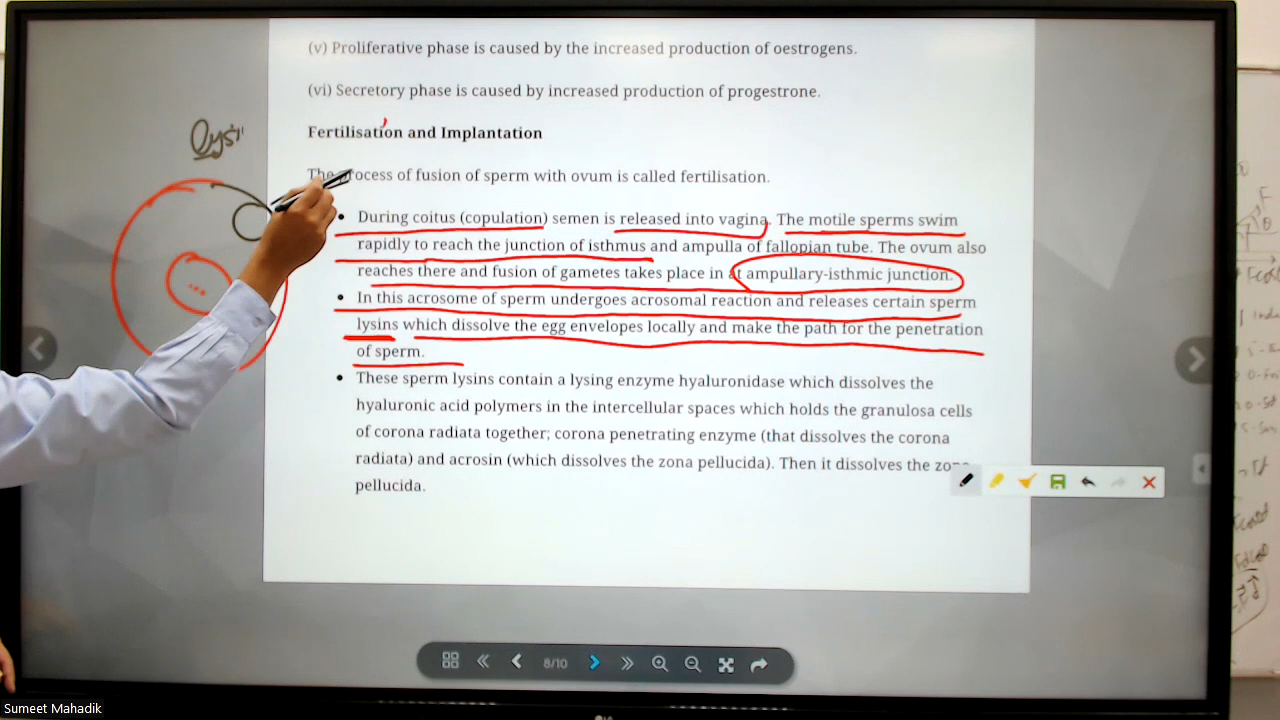 (v) Proliferative phase is caused by the increased production of oestrogens.
(vi) Secretory phase is caused by increased production of progestrone.
Fertilisation and Implantation
The process of fusion of sperm with ovum is called fertilisation.
• During coitus (copulation) semen is released into vagina. The motile sperms swim
rapidly to reach the junction of isthmus and ampulla of fallopian tube. The ovum also
reaches there and fusion of gametes takes place in at ampullary-isthmic junction.
• In this acrosome of sperm undergoes acrosomal reaction and releases certain sperm
lysins which dissolve the egg envelopes locally and make the path for the penetration
of sperm.
• These sperm lysins contain a lysing enzyme hyaluronidase which dissolves the
hyaluronic acid polymers in the intercellular spaces which holds the granulosa cells
of corona radiata together; corona penetrating enzyme (that dissolves the corona
radiata) and acrosin (which dissolves the zona pellucida). Then it dissolves the
pellucida.
8/10
LG
Sumeet Mahadik